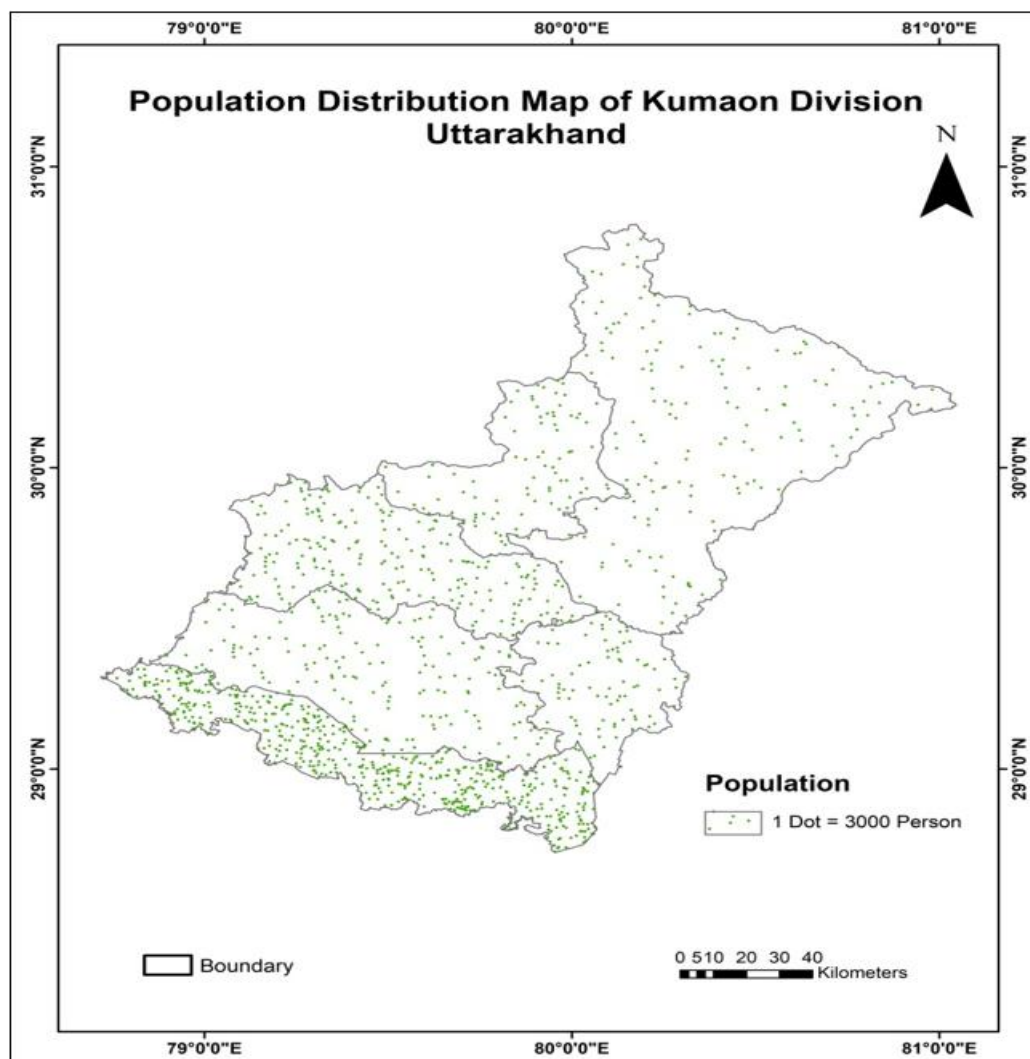 79°0'0"E 80°0'0"E 81°0'0"E
Population Distribution Map of Kumaon Division
Uttarakhand
N
31°0'0"N 31°0'0"N
30°0'0"N 30°0'0"N
29°0'0"N 29°0'0"N
Population
1 Dot = 3000 Person
Boundary
0 5 10 20 30 40
Kilometers
79°0'0"E 80°0'0"E 81°0'0"E